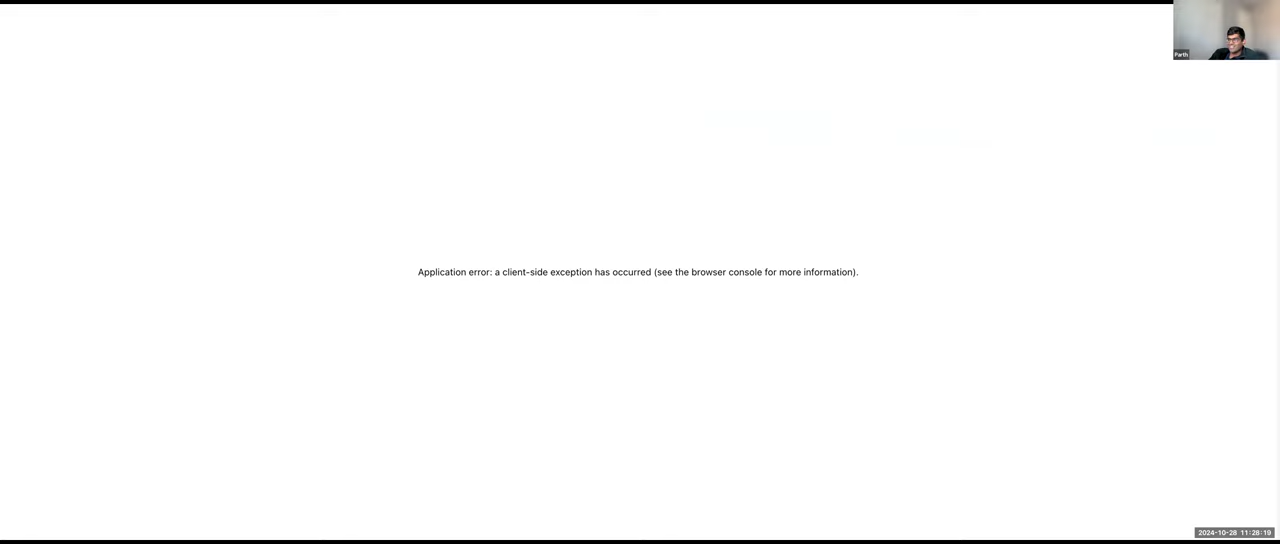 Parth
Application error: a client-side exception has occurred (see the browser console for more information).
2024-10-28 11:28:19